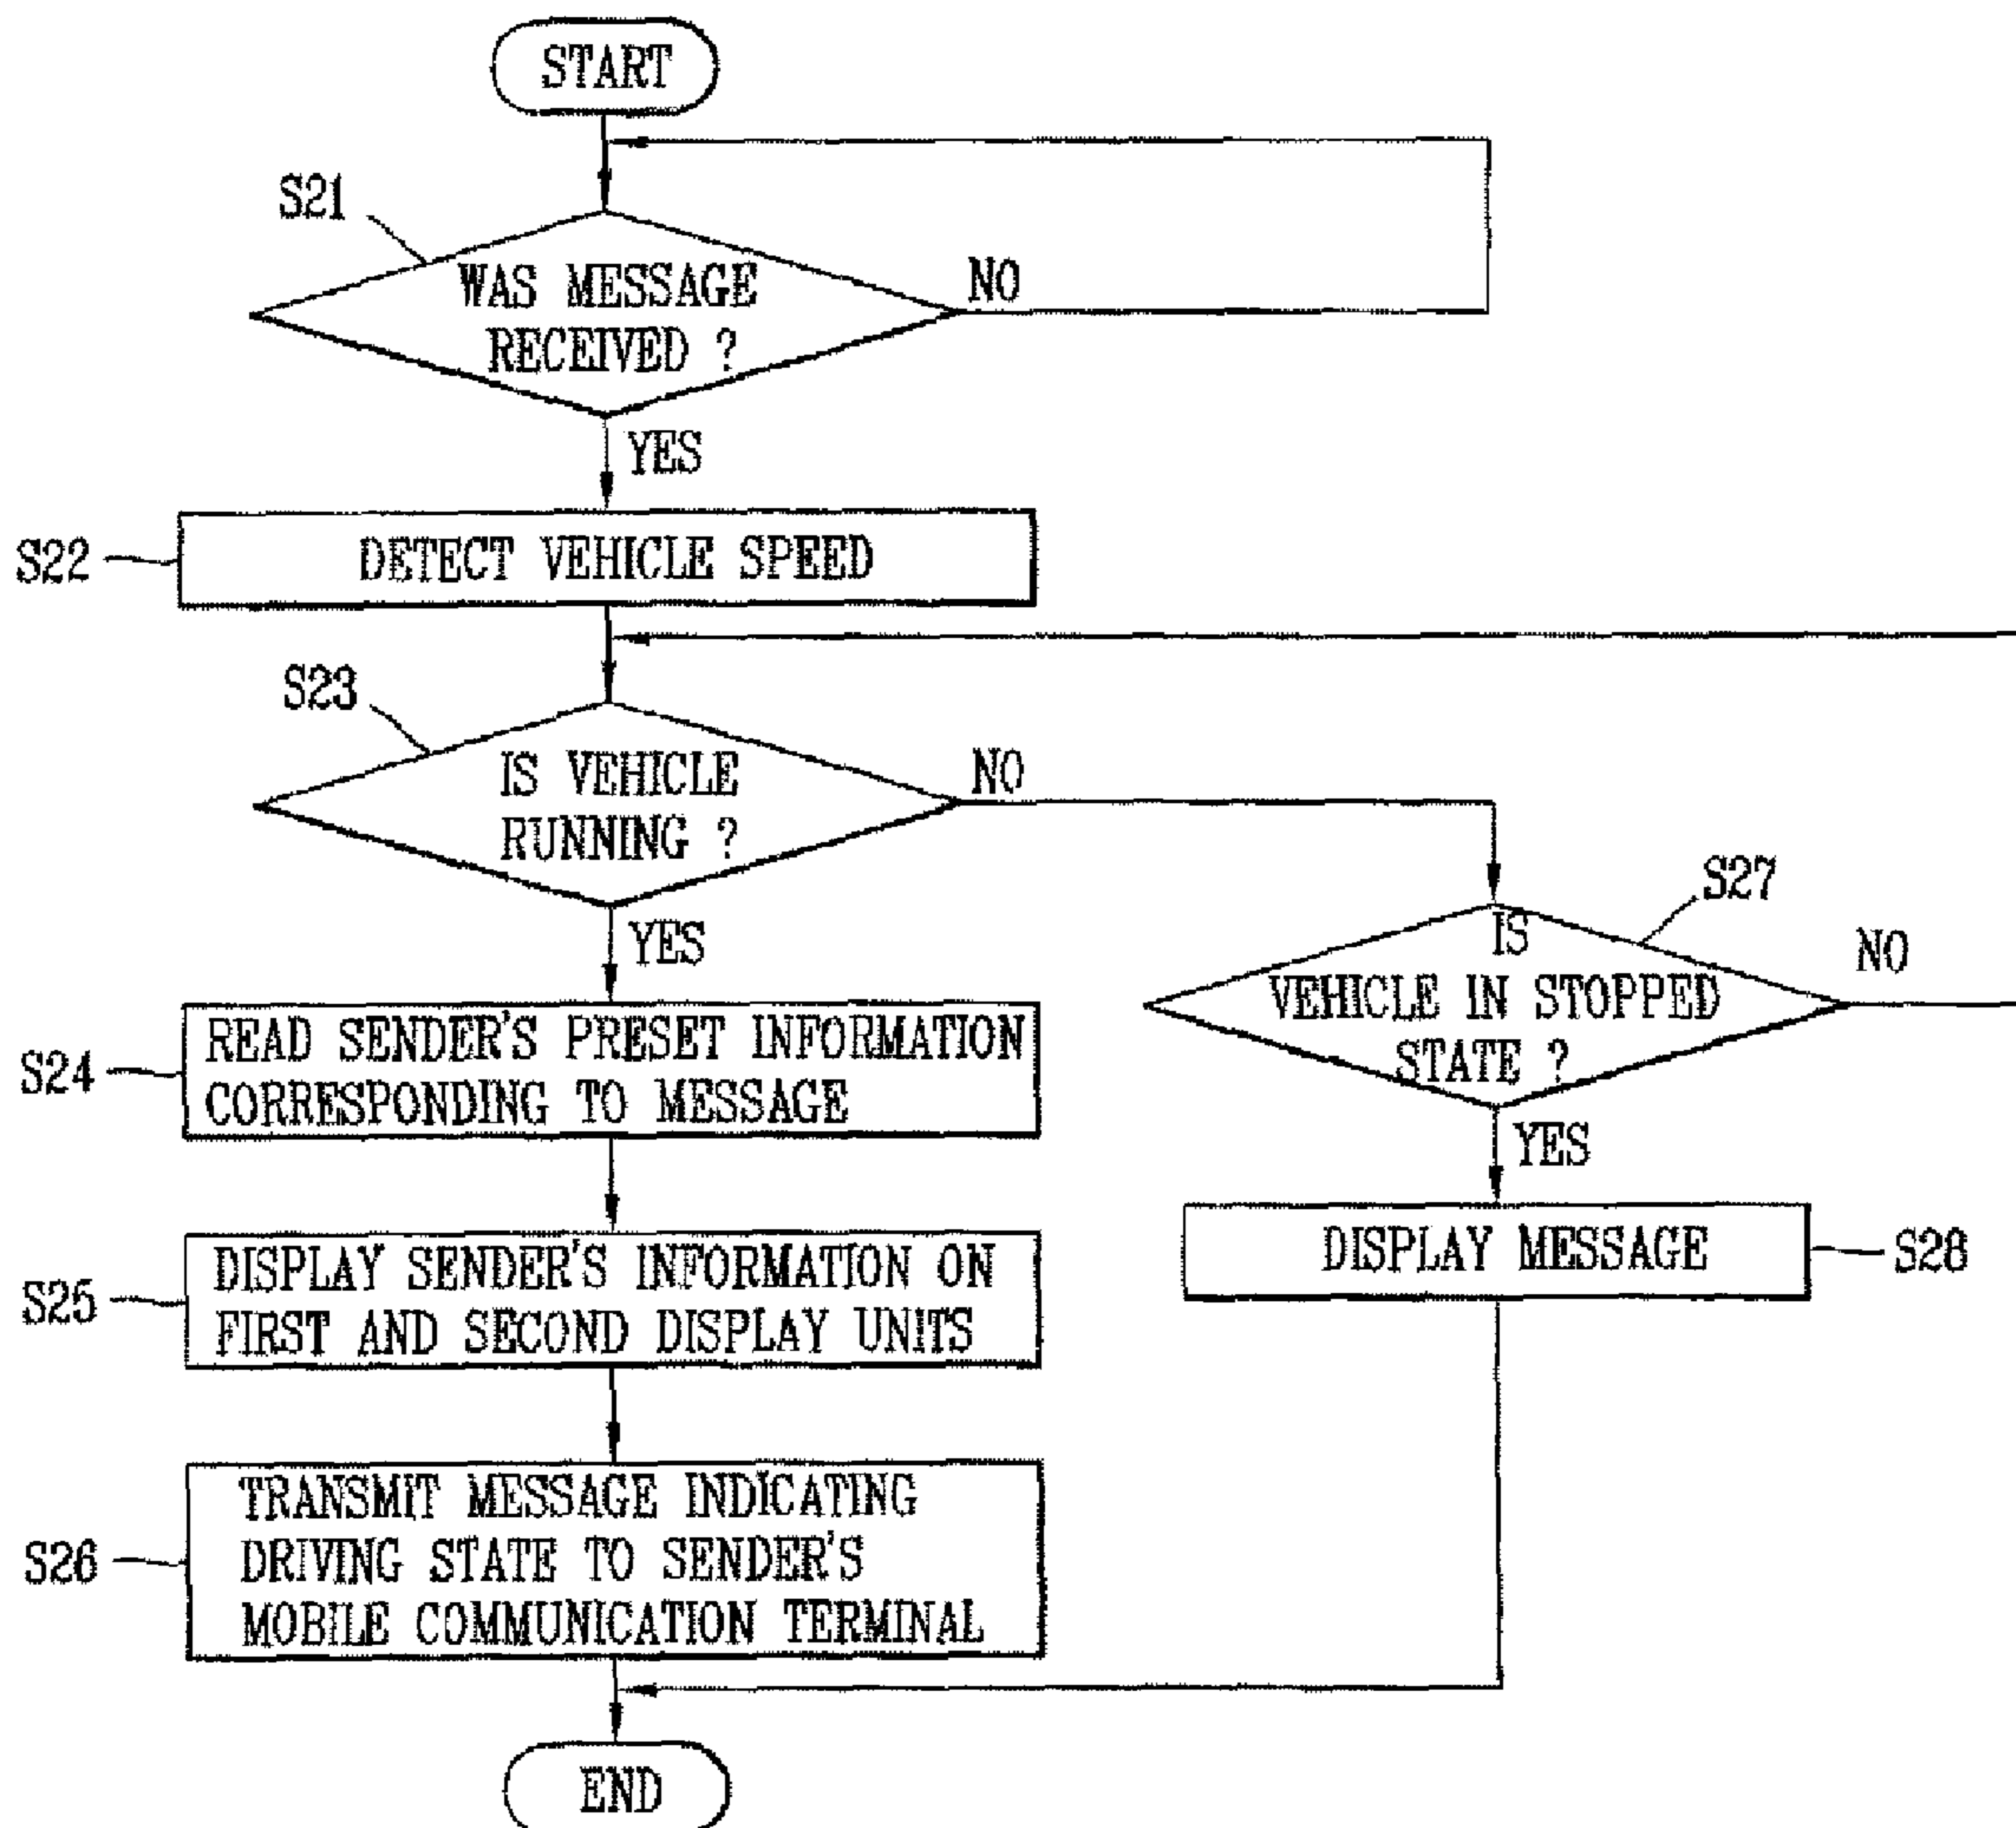 START
S21
WAS MESSAGE
RECEIVED ?
NO
YES
S22
DETECT VEHICLE SPEED
S23
IS VEHICLE
RUNNING ?
NO
YES
S27
IS
VEHICLE IN STOPPED
STATE ?
NO
YES
S24
READ SENDER'S PRESET INFORMATION
CORRESPONDING TO MESSAGE
DISPLAY MESSAGE
S28
S25
DISPLAY SENDER'S INFORMATION ON
FIRST AND SECOND DISPLAY UNITS
S26
TRANSMIT MESSAGE INDICATING
DRIVING STATE TO SENDER'S
MOBILE COMMUNICATION TERMINAL
END